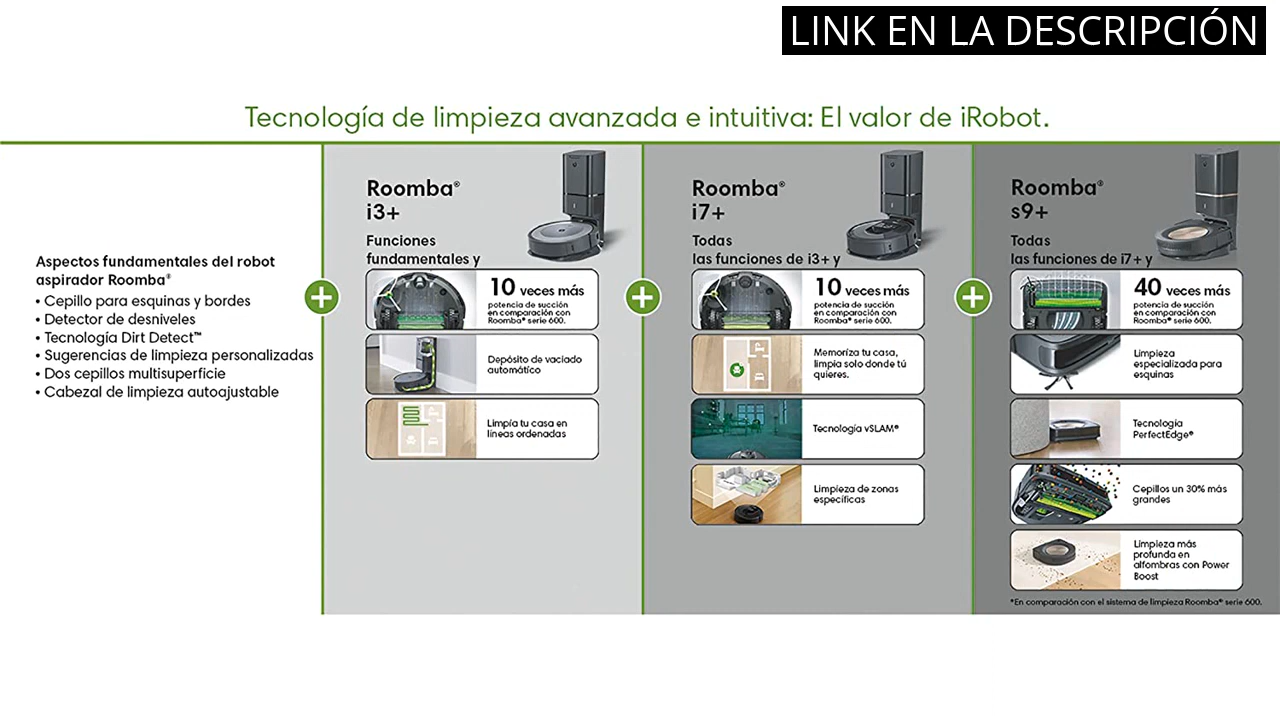 LINK EN LA DESCRIPCIÓN
Tecnología de limpieza avanzada e intuitiva: El valor de iRobot.
Aspectos fundamentales del robot
aspirador Roomba®
• Cepillo para esquinas y bordes
• Detector de desniveles
• Tecnología Dirt Detect™
• Sugerencias de limpieza personalizadas
• Dos cepillos multisuperficie
• Cabezal de limpieza autoajustable
Roomba®
i3+
Funciones
fundamentales y
10 veces más
potencia de succión
en comparación con
Roomba® serie 600.
Depósito de vaciado
automático
Limpía tu casa en
líneas ordenadas
Roomba®
i7+
Todas
las funciones de i3+ y
10 veces más
potencia de succión
en comparación con
Roomba® serie 600.
Memoríza tu casa,
limpia solo donde tú
quieres.
Tecnología vSLAM®
Limpieza de zonas
específicas
Roomba®
s9+
Todas
las funciones de i7+ y
40 veces más
potencia de succión
en comparación con
Roomba® serie 600.
Limpieza
especializada para
esquinas
Tecnología
PerfectEdge®
Cepillos un 30% más
grandes
Limpieza más
profunda en
alfombras con Power
Boost
*En comparación con el sistema de limpieza Roomba® serie 600.